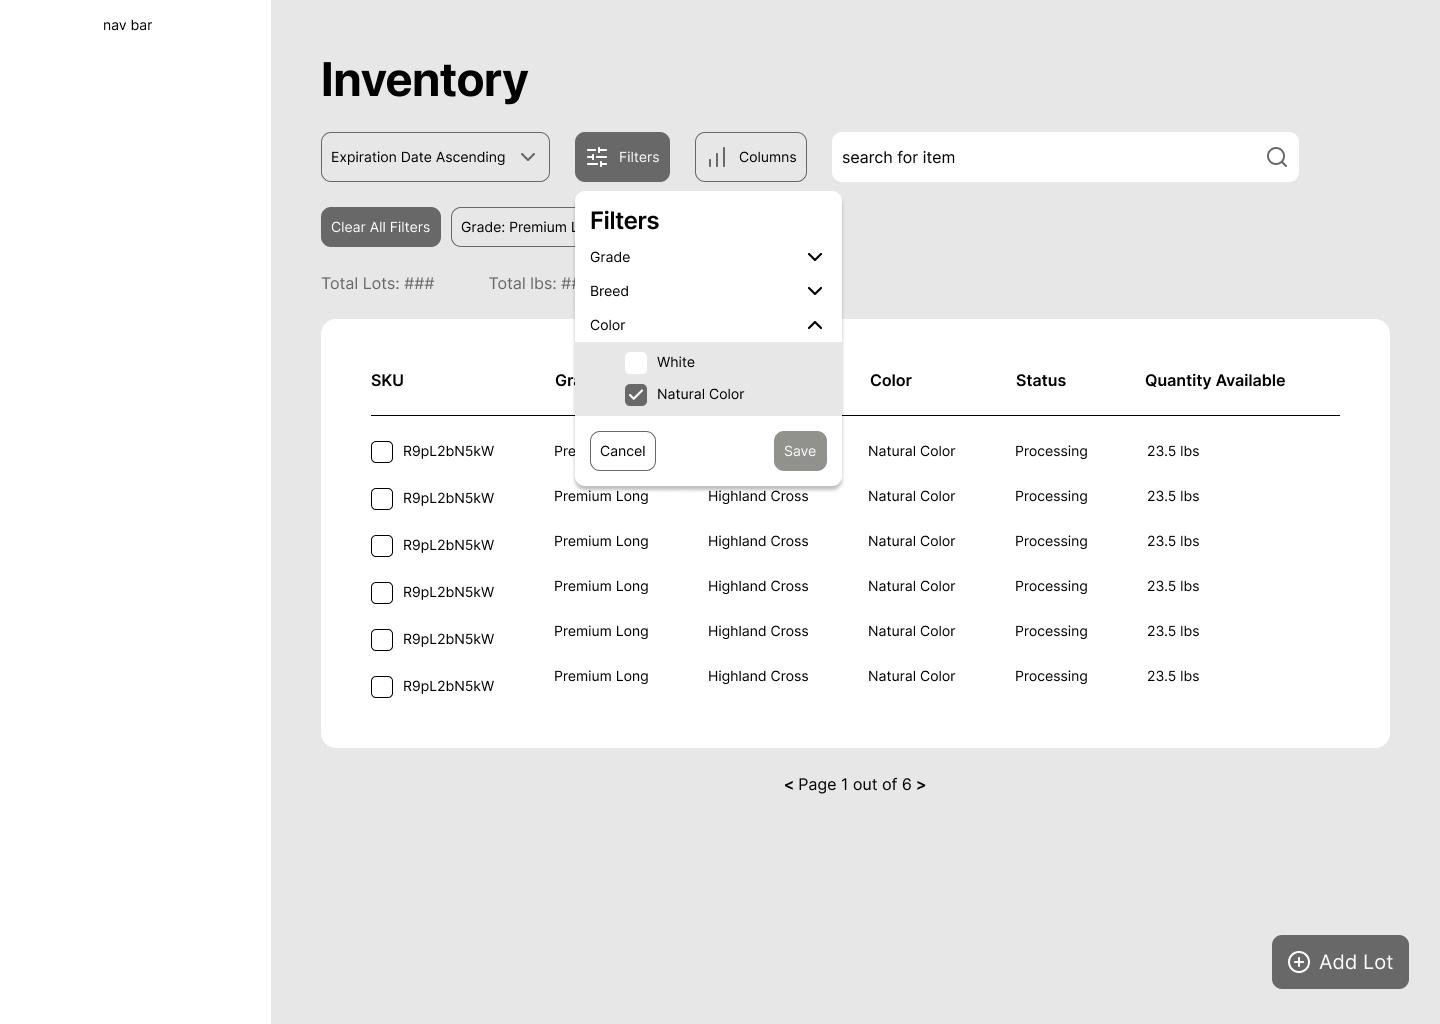 nav bar
Inventory
Expiration Date Ascending
Filters
Columns
search for item
Clear All Filters
Grade: Premium
Total Lots: ###
Total lbs:
Filters
Grade
Breed
Color
White
Natural Color
Cancel
Save
SKU Color Status Quantity Available
R9pL2bN5kW Natural Color Processing 23.5 lbs
R9pL2bN5kW Premium Long Highland Cross Natural Color Processing 23.5 lbs
R9pL2bN5kW Premium Long Highland Cross Natural Color Processing 23.5 lbs
R9pL2bN5kW Premium Long Highland Cross Natural Color Processing 23.5 lbs
R9pL2bN5kW Premium Long Highland Cross Natural Color Processing 23.5 lbs
R9pL2bN5kW Premium Long Highland Cross Natural Color Processing 23.5 lbs
< Page 1 out of 6 >
Add Lot